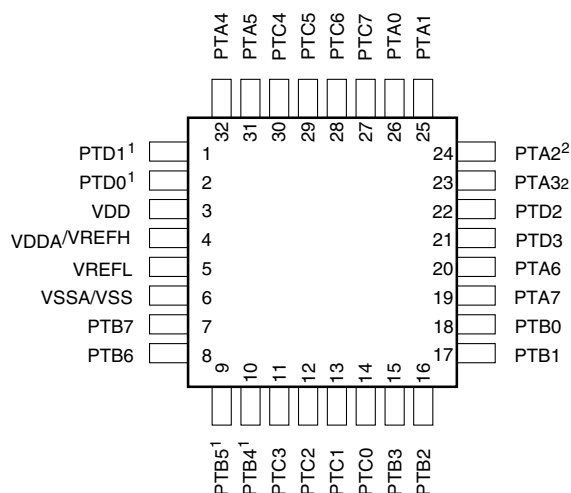 PTA4 PTA5 PTC4 PTC5 PTC6 PTC7 PTA0 PTA1
32 31 30 29 28 27 26 25
PTD1¹ 1 24 PTA2²
PTD0¹ 2 23 PTA32
VDD 3 22 PTD2
VDDA/VREFH 4 21 PTD3
VREFL 5 20 PTA6
VSSA/VSS 6 19 PTA7
PTB7 7 18 PTB0
PTB6 8 17 PTB1
9 10 11 12 13 14 15 16
PTB5¹ PTB4¹ PTC3 PTC2 PTC1 PTC0 PTB3 PTB2